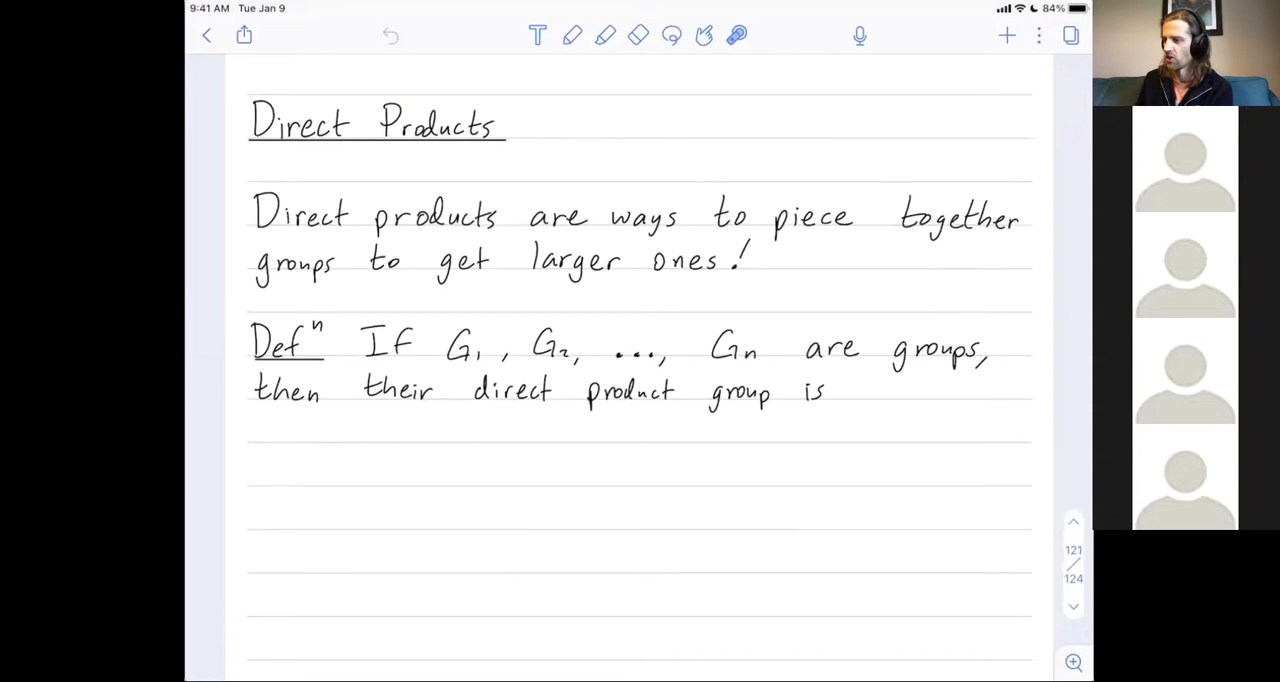 9:41 AM Tue Jan 9
84%
Direct Products
Direct products are ways to piece together
groups to get larger ones!
Defⁿ If G₁, G₂, ..., Gₙ are groups,
then their direct product group is
121
/
124